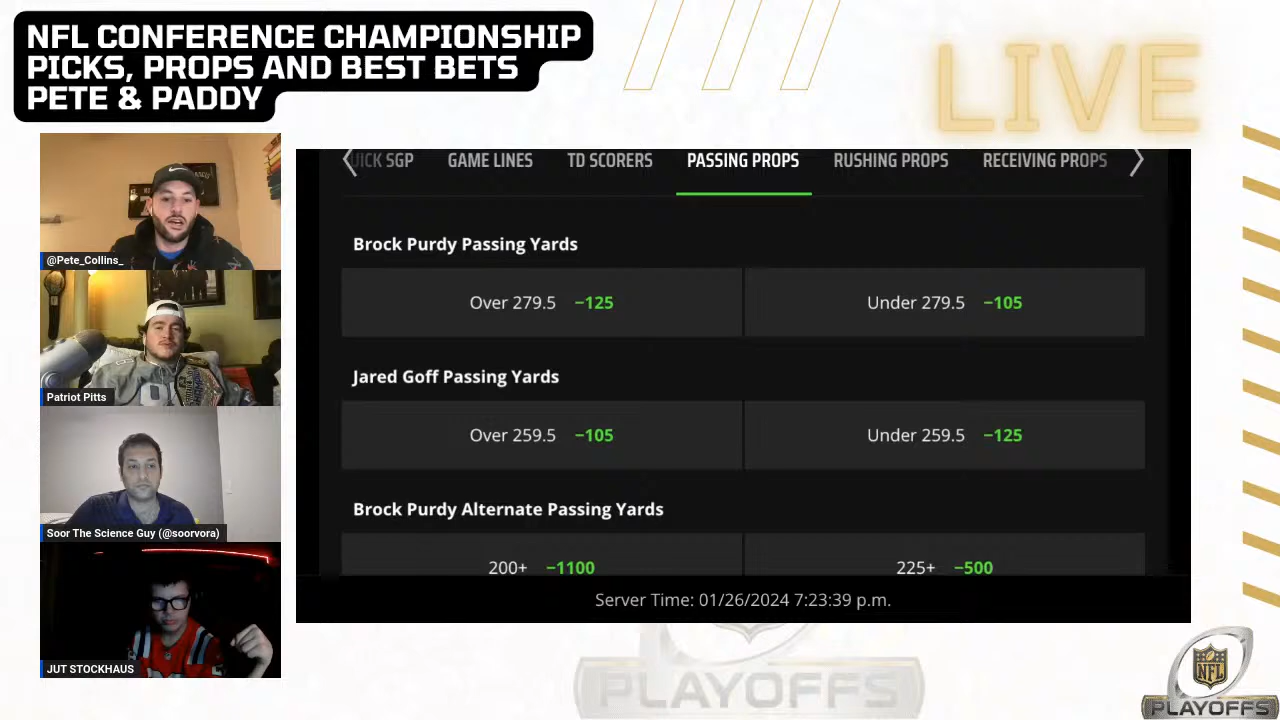 NFL CONFERENCE CHAMPIONSHIP
PICKS, PROPS AND BEST BETS
PETE & PADDY
LIVE
@Pete_Collins_
Patriot Pitts
Soor The Science Guy (@soorvora)
JUT STOCKHAUS
UICK SGP GAME LINES TD SCORERS PASSING PROPS RUSHING PROPS RECEIVING PROPS
Brock Purdy Passing Yards
Over 279.5 −125 Under 279.5 −105
Jared Goff Passing Yards
Over 259.5 −105 Under 259.5 −125
Brock Purdy Alternate Passing Yards
200+ −1100 225+ −500
Server Time: 01/26/2024 7:23:39 p.m.
PLAYOFFS
NFL
PLAYOFFS